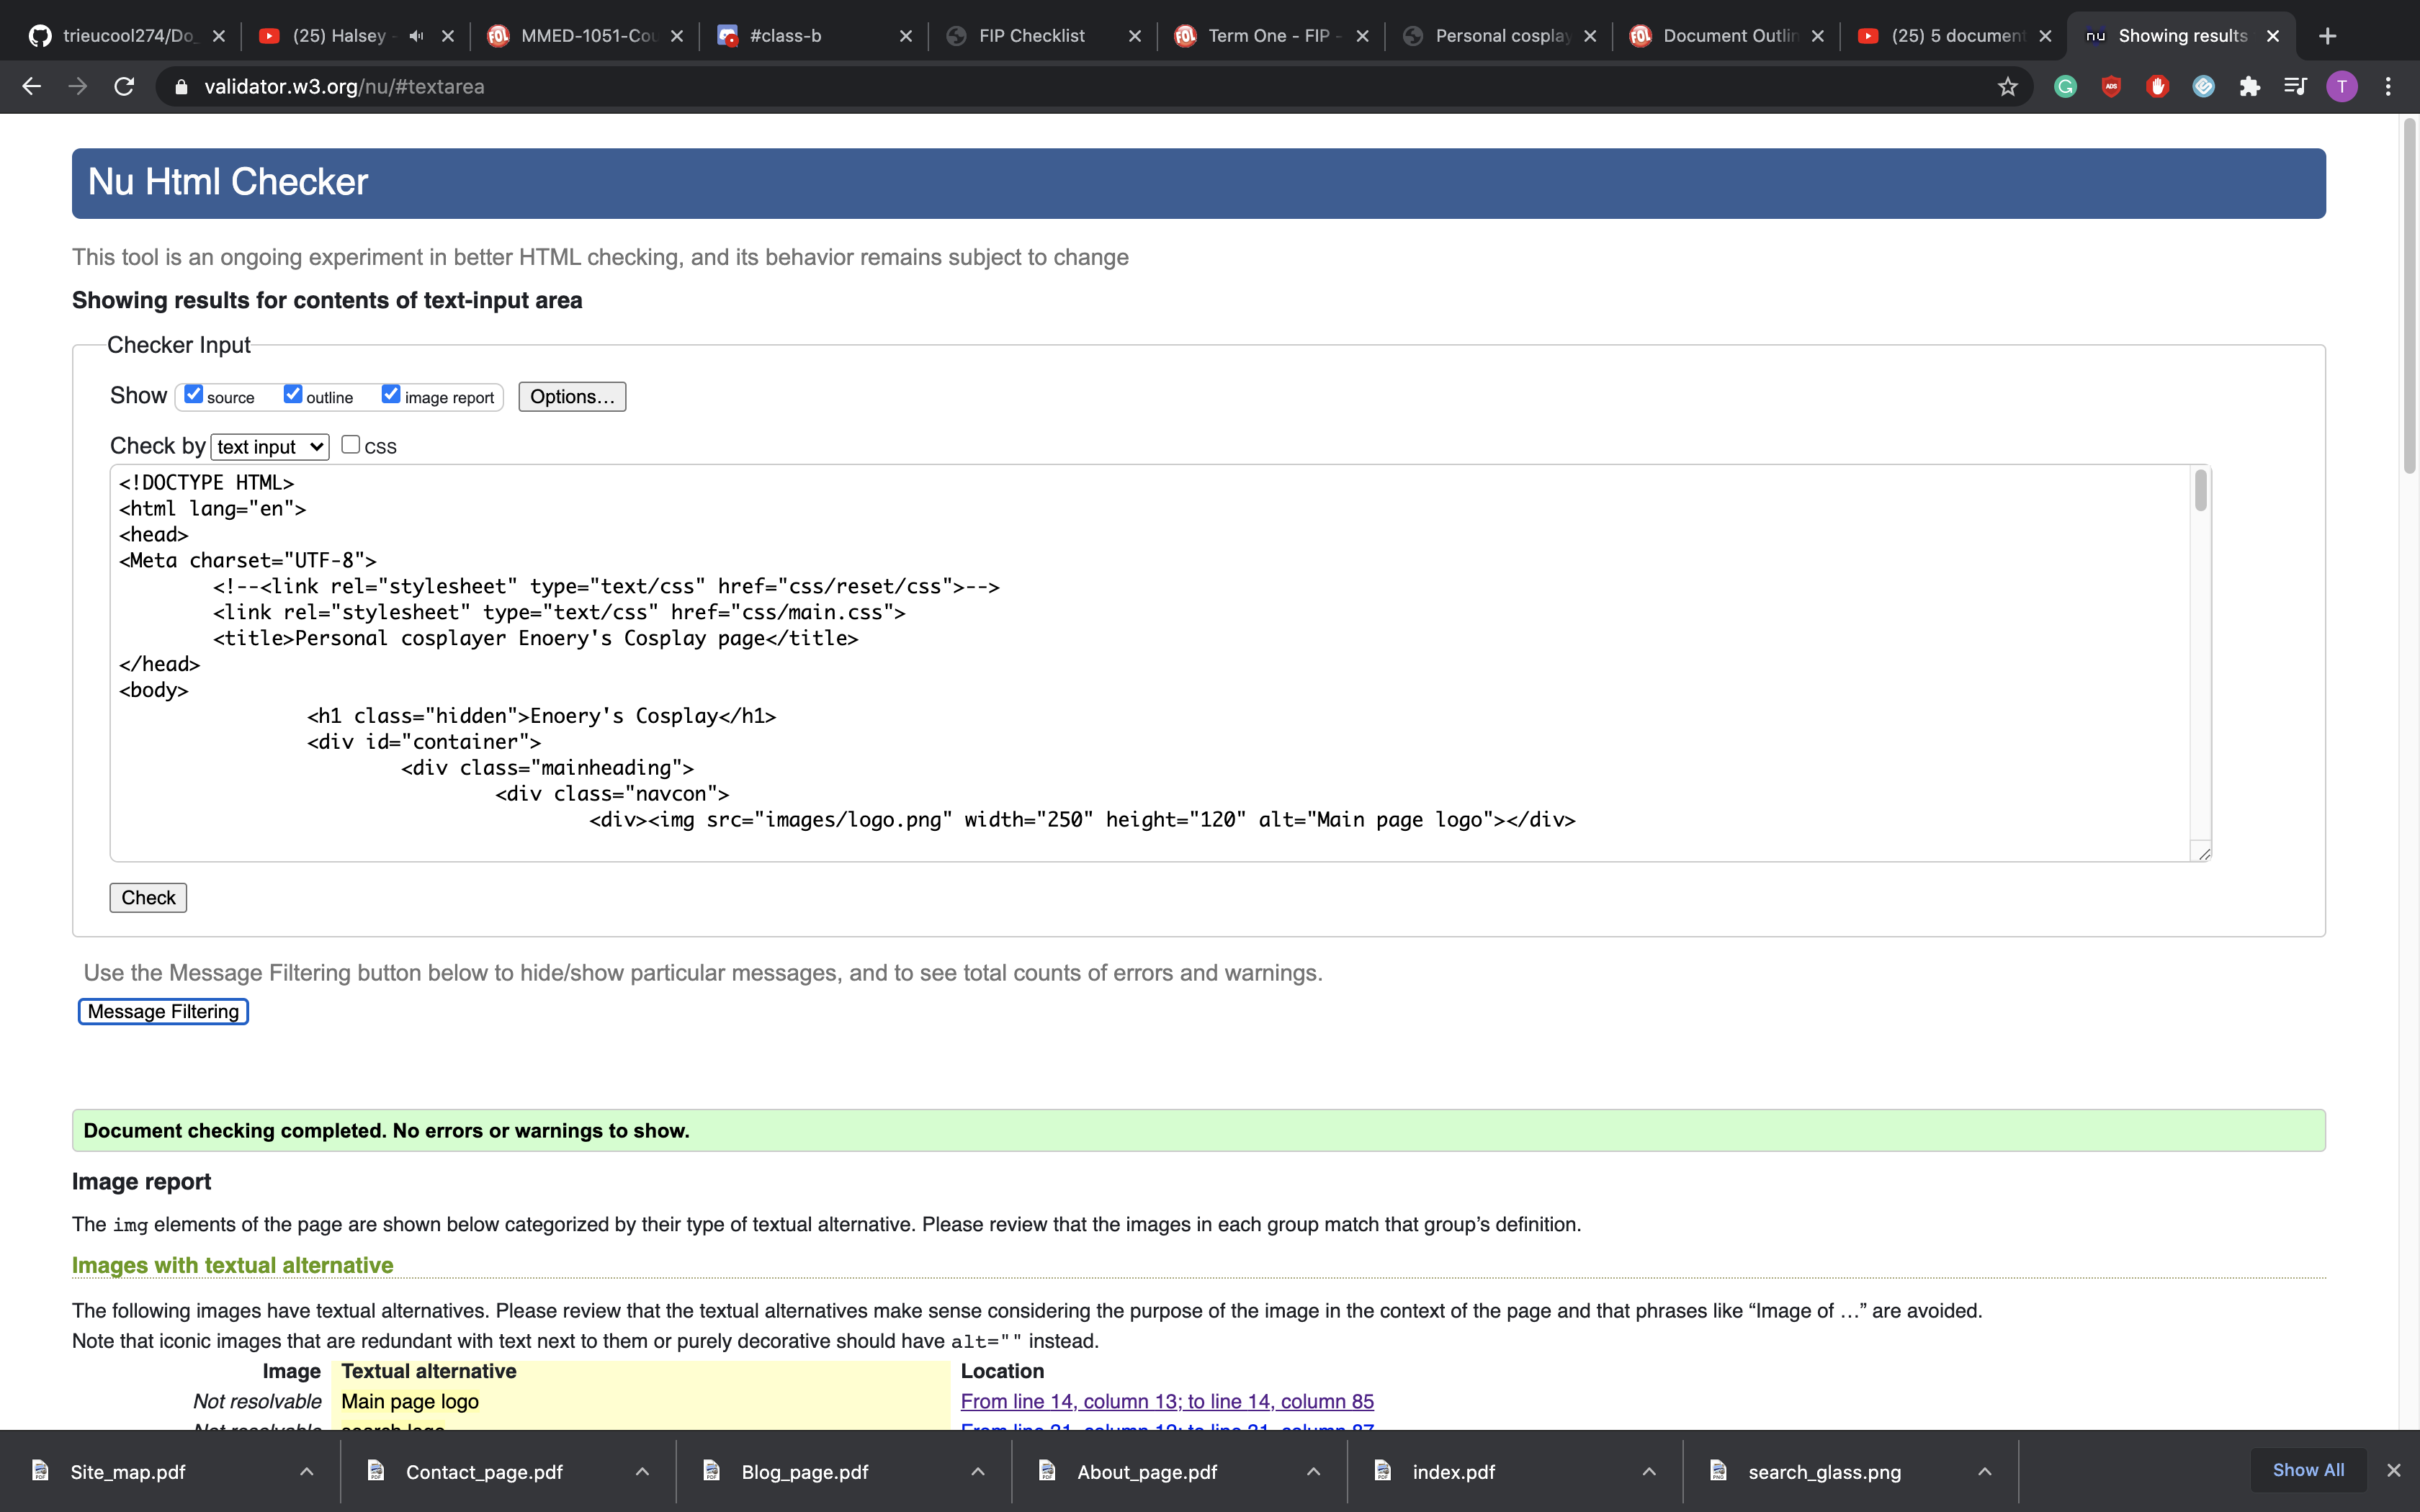 trieucool274/Do_
(25) Halsey -
MMED-1051-Cou
#class-b
FIP Checklist
Term One - FIP -
Personal cosplay
Document Outlin
(25) 5 document
nu Showing results
validator.w3.org/nu/#textarea
T
Nu Html Checker
This tool is an ongoing experiment in better HTML checking, and its behavior remains subject to change
Showing results for contents of text-input area
Checker Input
Show source outline image report Options...
Check by text input CSS
<!DOCTYPE HTML>
<html lang="en">
<head>
<Meta charset="UTF-8">
<!--<link rel="stylesheet" type="text/css" href="css/reset/css">-->
<link rel="stylesheet" type="text/css" href="css/main.css">
<title>Personal cosplayer Enoery's Cosplay page</title>
</head>
<body>
<h1 class="hidden">Enoery's Cosplay</h1>
<div id="container">
<div class="mainheading">
<div class="navcon">
<div><img src="images/logo.png" width="250" height="120" alt="Main page logo"></div>
Check
Use the Message Filtering button below to hide/show particular messages, and to see total counts of errors and warnings.
Message Filtering
Document checking completed. No errors or warnings to show.
Image report
The img elements of the page are shown below categorized by their type of textual alternative. Please review that the images in each group match that group’s definition.
Images with textual alternative
The following images have textual alternatives. Please review that the textual alternatives make sense considering the purpose of the image in the context of the page and that phrases like “Image of …” are avoided.
Note that iconic images that are redundant with text next to them or purely decorative should have alt="" instead.
Image Textual alternative Location
Not resolvable Main page logo From line 14, column 13; to line 14, column 85
Site_map.pdf
Contact_page.pdf
Blog_page.pdf
About_page.pdf
index.pdf
search_glass.png
Show All